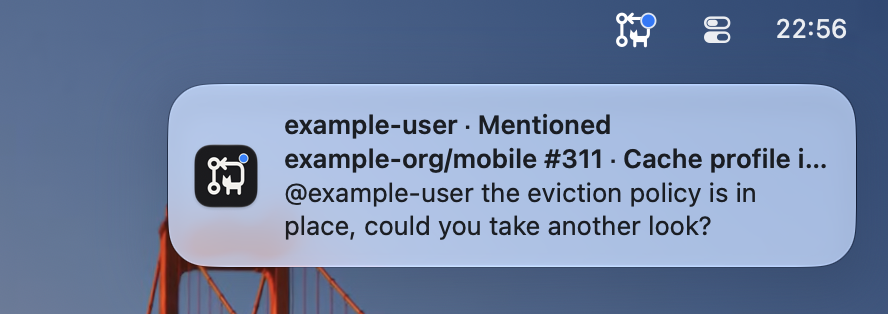 22:56
example-user · Mentioned
example-org/mobile #311 · Cache profile i...
@example-user the eviction policy is in
place, could you take another look?